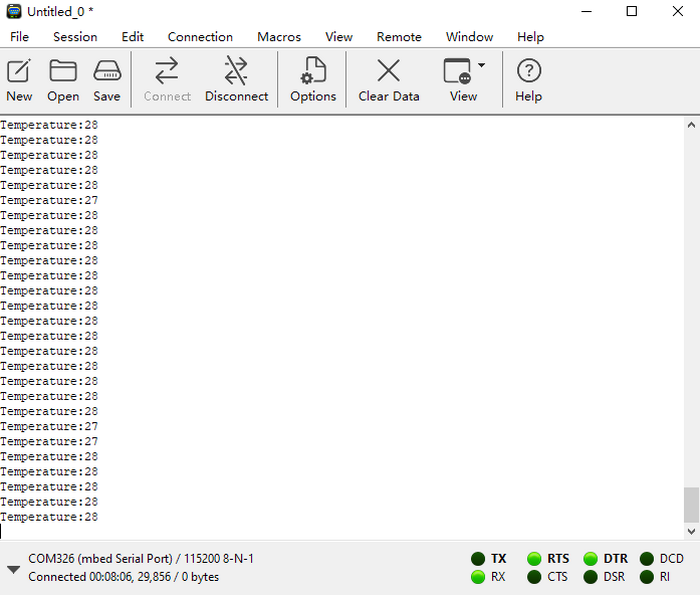 Untitled_0 *
File Session Edit Connection Macros View Remote Window Help
New Open Save Connect Disconnect Options Clear Data View Help
Temperature:28
Temperature:28
Temperature:28
Temperature:28
Temperature:28
Temperature:27
Temperature:28
Temperature:28
Temperature:28
Temperature:28
Temperature:28
Temperature:28
Temperature:28
Temperature:28
Temperature:28
Temperature:28
Temperature:28
Temperature:28
Temperature:28
Temperature:28
Temperature:27
Temperature:27
Temperature:28
Temperature:28
Temperature:28
Temperature:28
Temperature:28
COM326 (mbed Serial Port) / 115200 8-N-1 TX RTS DTR DCD
Connected 00:08:06, 29,856 / 0 bytes RX CTS DSR RI